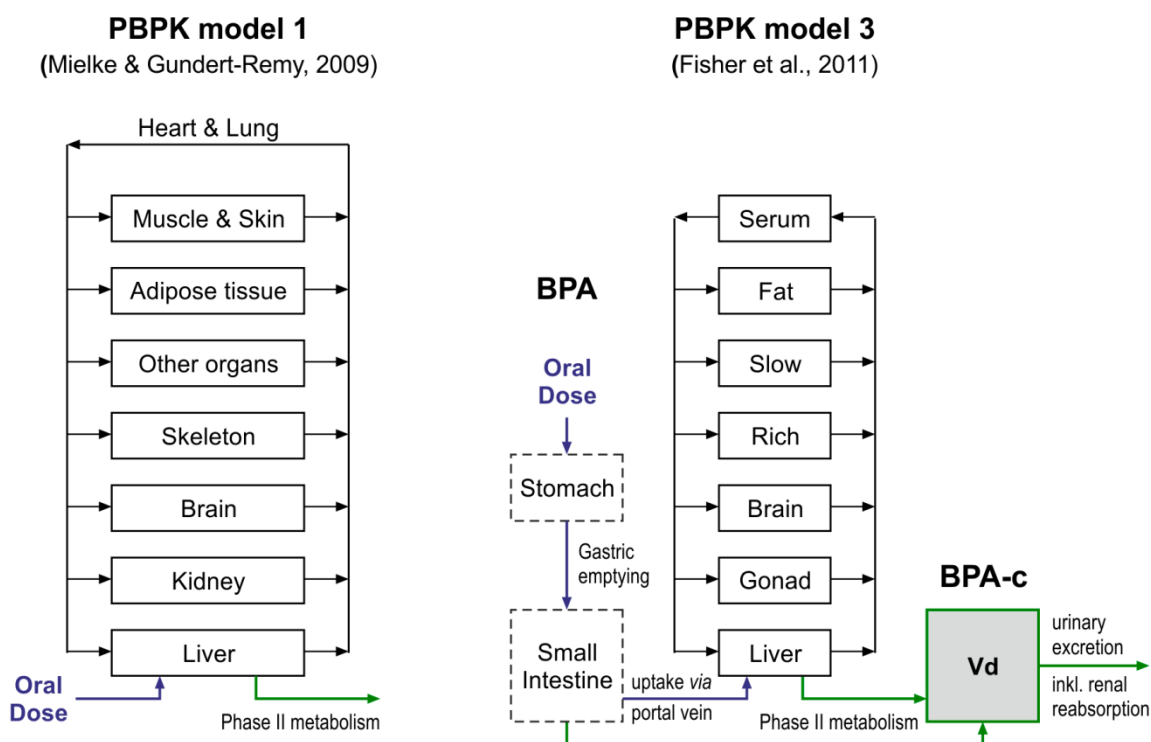 PBPK model 1
(Mielke & Gundert-Remy, 2009)
Heart & Lung
Muscle & Skin
Adipose tissue
Other organs
Skeleton
Brain
Kidney
Liver
Oral
Dose
Phase II metabolism
PBPK model 3
(Fisher et al., 2011)
BPA
Oral
Dose
Stomach
Gastric
emptying
Small
Intestine
uptake via
portal vein
Serum
Fat
Slow
Rich
Brain
Gonad
Liver
Phase II metabolism
BPA-c
Vd
urinary
excretion
inkl. renal
reabsorption